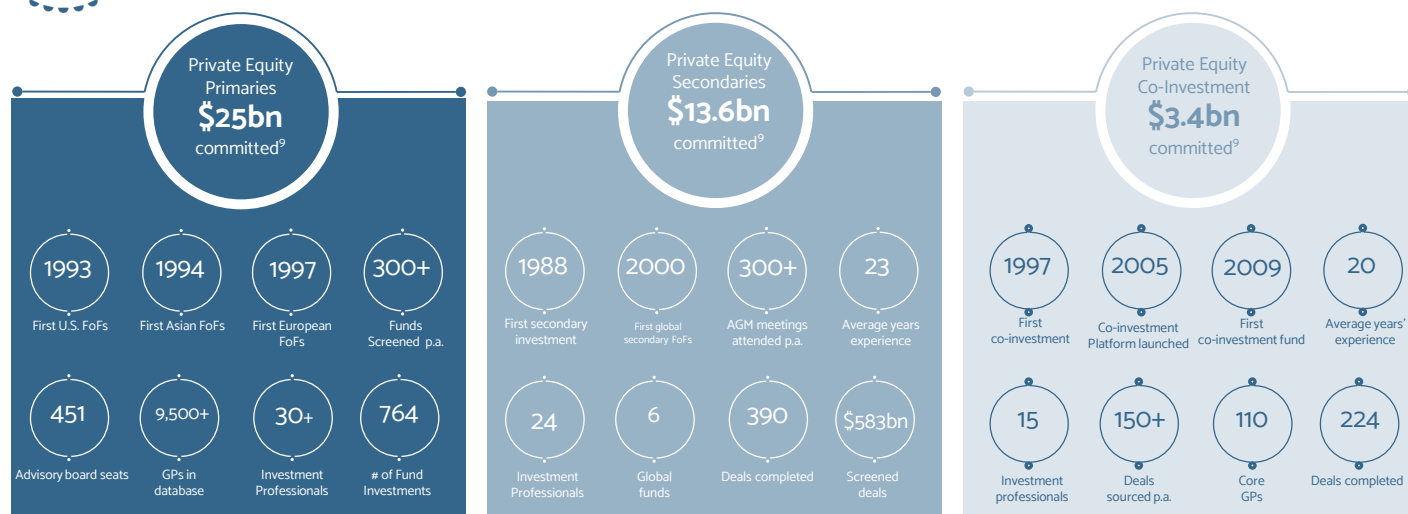 Private Equity
Primaries
$25bn
committed9
1993
First U.S. FoFs
1994
First Asian FoFs
1997
First European
FoFs
300+
Funds
Screened p.a.
451
Advisory board seats
9,500+
GPs in
database
30+
Investment
Professionals
764
# of Fund
Investments
Private Equity
Secondaries
$13.6bn
committed9
1988
First secondary
investment
2000
First global
secondary FoFs
300+
AGM meetings
attended p.a.
23
Average years
experience
24
Investment
Professionals
6
Global
funds
390
Deals completed
$583bn
Screened
deals
Private Equity
Co-Investment
$3.4bn
committed9
1997
First
co-investment
2005
Co-investment
Platform launched
2009
First
co-investment fund
20
Average years'
experience
15
Investment
professionals
150+
Deals
sourced p.a.
110
Core
GPs
224
Deals completed